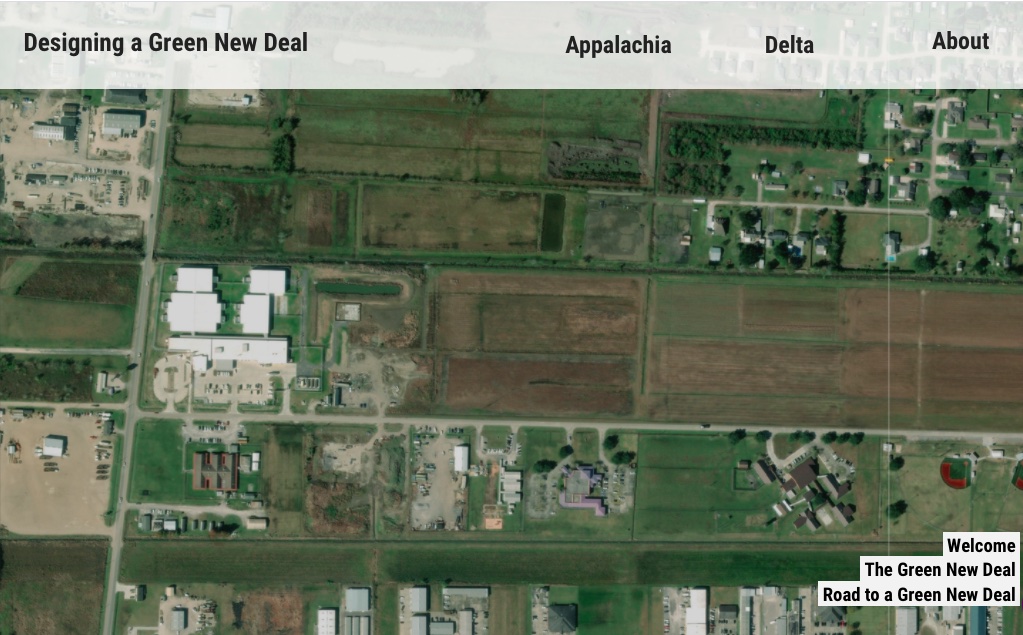 Designing a Green New Deal
Appalachia
Delta
About
Welcome
The Green New Deal
Road to a Green New Deal